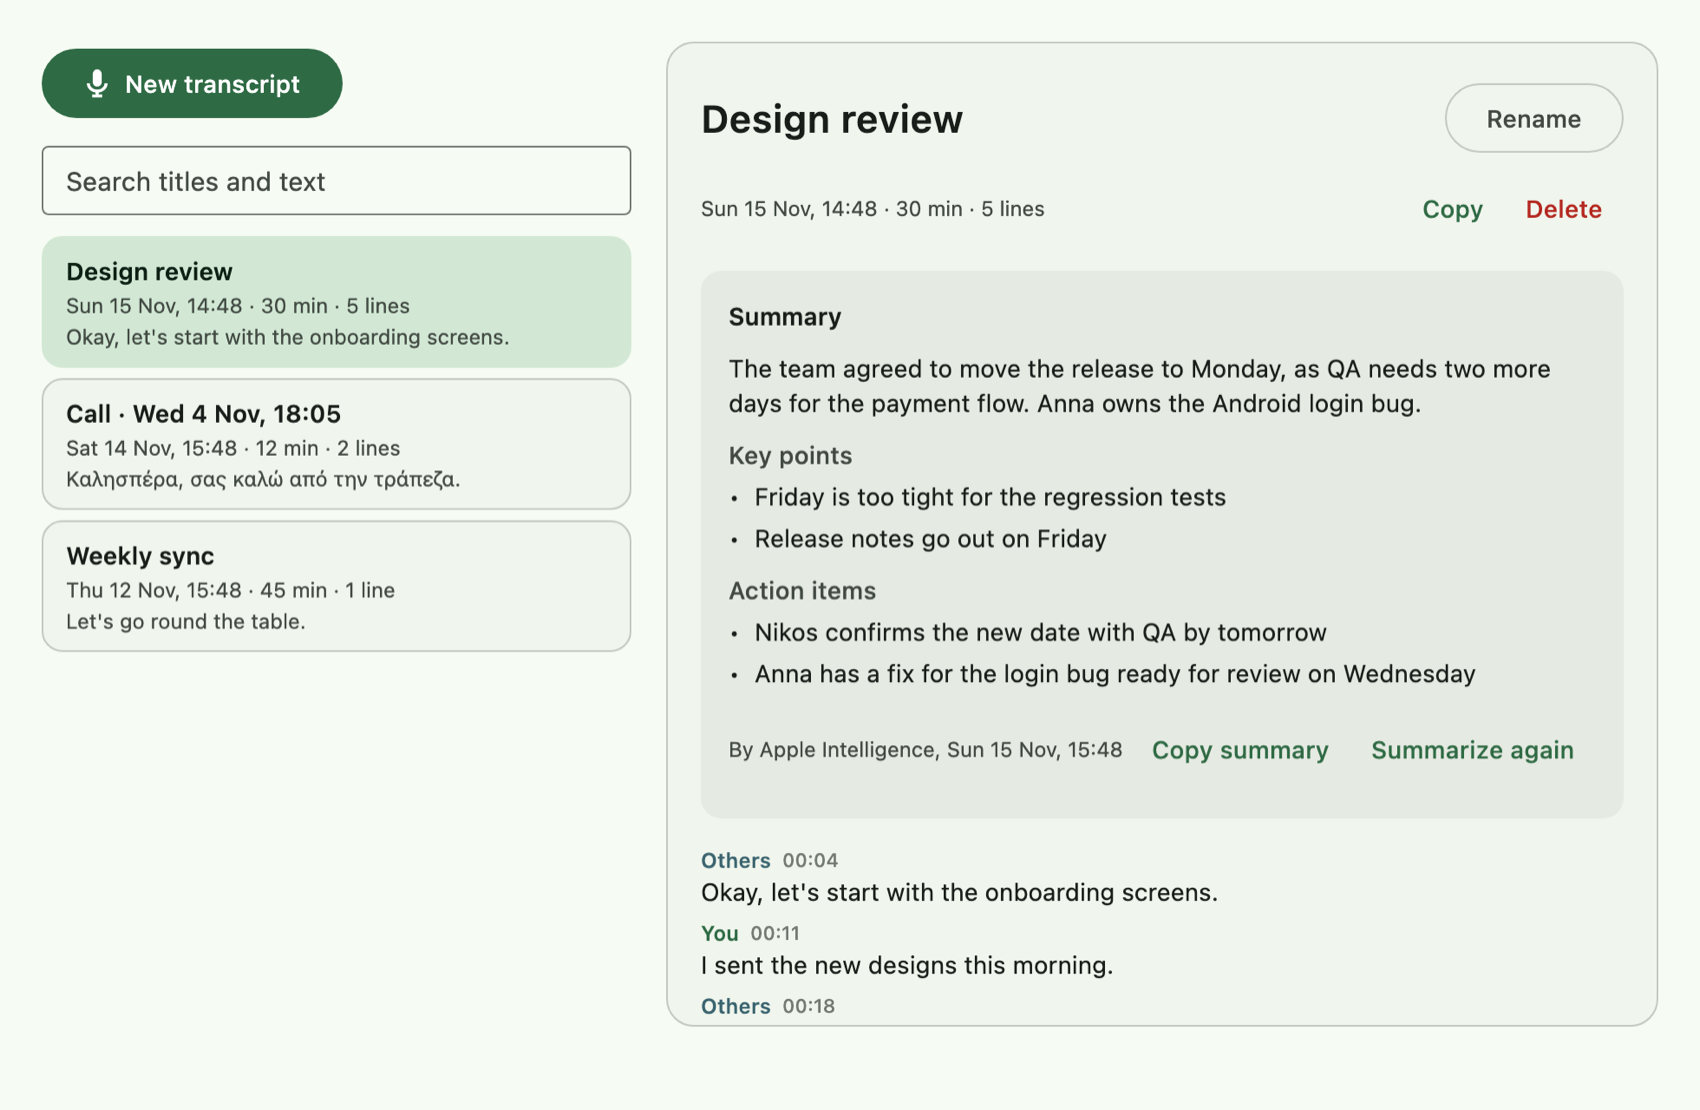 New transcript
Search titles and text
Design review
Sun 15 Nov, 14:48 · 30 min · 5 lines
Okay, let's start with the onboarding screens.
Call · Wed 4 Nov, 18:05
Sat 14 Nov, 15:48 · 12 min · 2 lines
Καλησπέρα, σας καλώ από την τράπεζα.
Weekly sync
Thu 12 Nov, 15:48 · 45 min · 1 line
Let's go round the table.
Design review
Rename
Sun 15 Nov, 14:48 · 30 min · 5 lines
Copy
Delete
Summary
The team agreed to move the release to Monday, as QA needs two more
days for the payment flow. Anna owns the Android login bug.
Key points
• Friday is too tight for the regression tests
• Release notes go out on Friday
Action items
• Nikos confirms the new date with QA by tomorrow
• Anna has a fix for the login bug ready for review on Wednesday
By Apple Intelligence, Sun 15 Nov, 15:48
Copy summary
Summarize again
Others 00:04
Okay, let's start with the onboarding screens.
You 00:11
I sent the new designs this morning.
Others 00:18